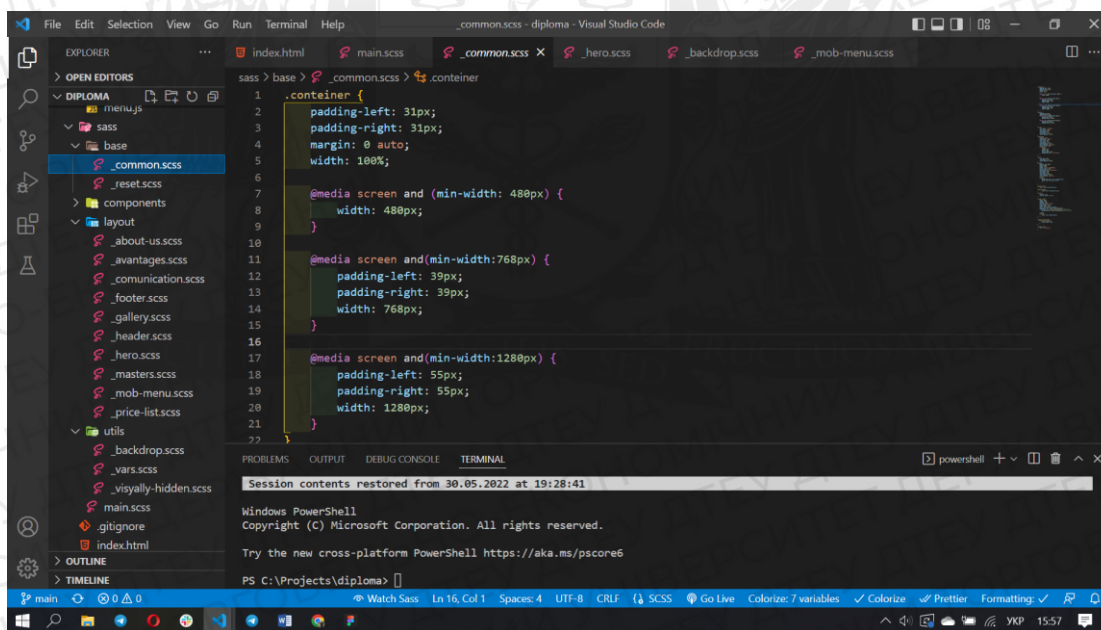 File Edit Selection View Go Run Terminal Help _common.scss - diploma - Visual Studio Code
EXPLORER
index.html main.scss _common.scss _hero.scss _backdrop.scss _mob-menu.scss
OPEN EDITORS
sass > base > _common.scss > .conteiner
DIPLOMA
menu.js
sass
base
_common.scss
_reset.scss
components
layout
_about-us.scss
_avantages.scss
_comunication.scss
_footer.scss
_gallery.scss
_header.scss
_hero.scss
_masters.scss
_mob-menu.scss
_price-list.scss
utils
_backdrop.scss
_vars.scss
_visyally-hidden.scss
main.scss
.gitignore
index.html
OUTLINE
TIMELINE
1 .conteiner {
2 padding-left: 31px;
3 padding-right: 31px;
4 margin: 0 auto;
5 width: 100%;
6
7 @media screen and (min-width: 480px) {
8 width: 480px;
9 }
10
11 @media screen and(min-width:768px) {
12 padding-left: 39px;
13 padding-right: 39px;
14 width: 768px;
15 }
16
17 @media screen and(min-width:1280px) {
18 padding-left: 55px;
19 padding-right: 55px;
20 width: 1280px;
21 }
22 }
PROBLEMS OUTPUT DEBUG CONSOLE TERMINAL powershell
Session contents restored from 30.05.2022 at 19:28:41
Windows PowerShell
Copyright (C) Microsoft Corporation. All rights reserved.
Try the new cross-platform PowerShell https://aka.ms/pscore6
PS C:\Projects\diploma>
main 0 0 Watch Sass Ln 16, Col 1 Spaces: 4 UTF-8 CRLF SCSS Go Live Colorize: 7 variables Colorize Prettier Formatting:
УКР 15:57